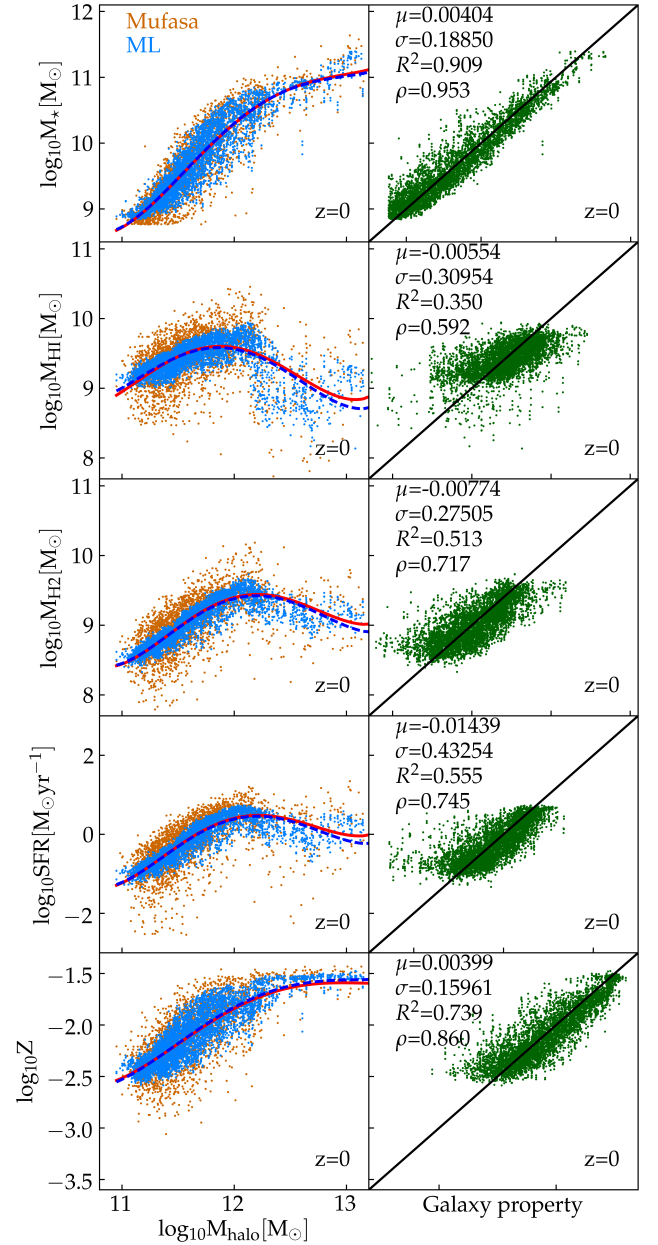 Mufasa
ML
log₁₀M⋆[M⊙]
12
11
10
9
z=0
μ=0.00404
σ=0.18850
R²=0.909
ρ=0.953
z=0
log₁₀M_HI[M⊙]
11
10
9
8
z=0
μ=-0.00554
σ=0.30954
R²=0.350
ρ=0.592
z=0
log₁₀M_H2[M⊙]
11
10
9
8
z=0
μ=-0.00774
σ=0.27505
R²=0.513
ρ=0.717
z=0
log₁₀SFR[M⊙yr⁻¹]
2
0
−2
z=0
μ=-0.01439
σ=0.43254
R²=0.555
ρ=0.745
z=0
log₁₀Z
−1.5
−2.0
−2.5
−3.0
−3.5
z=0
μ=0.00399
σ=0.15961
R²=0.739
ρ=0.860
z=0
11 12 13
log₁₀M_halo[M⊙]
Galaxy property